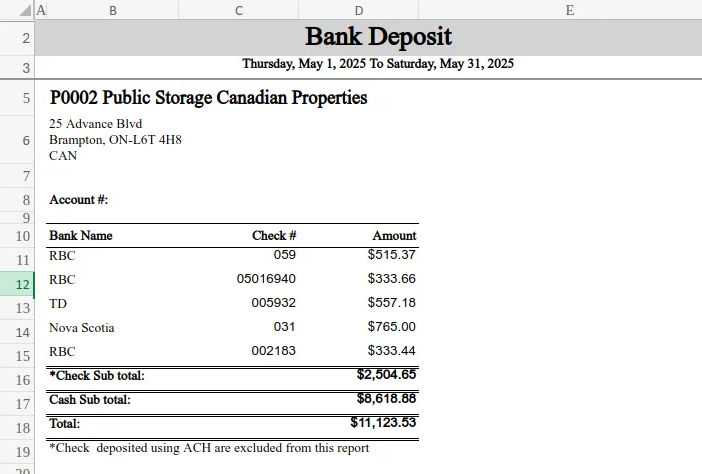 A B C D E
2 Bank Deposit
3 Thursday, May 1, 2025 To Saturday, May 31, 2025
5 P0002 Public Storage Canadian Properties
25 Advance Blvd
6 Brampton, ON-L6T 4H8
CAN
7
8 Account #:
9
10 Bank Name Check # Amount
11 RBC 059 $515.37
12 RBC 05016940 $333.66
13 TD 005932 $557.18
14 Nova Scotia 031 $765.00
15 RBC 002183 $333.44
16 *Check Sub total: $2,504.65
17 Cash Sub total: $8,618.88
18 Total: $11,123.53
19 *Check deposited using ACH are excluded from this report
20